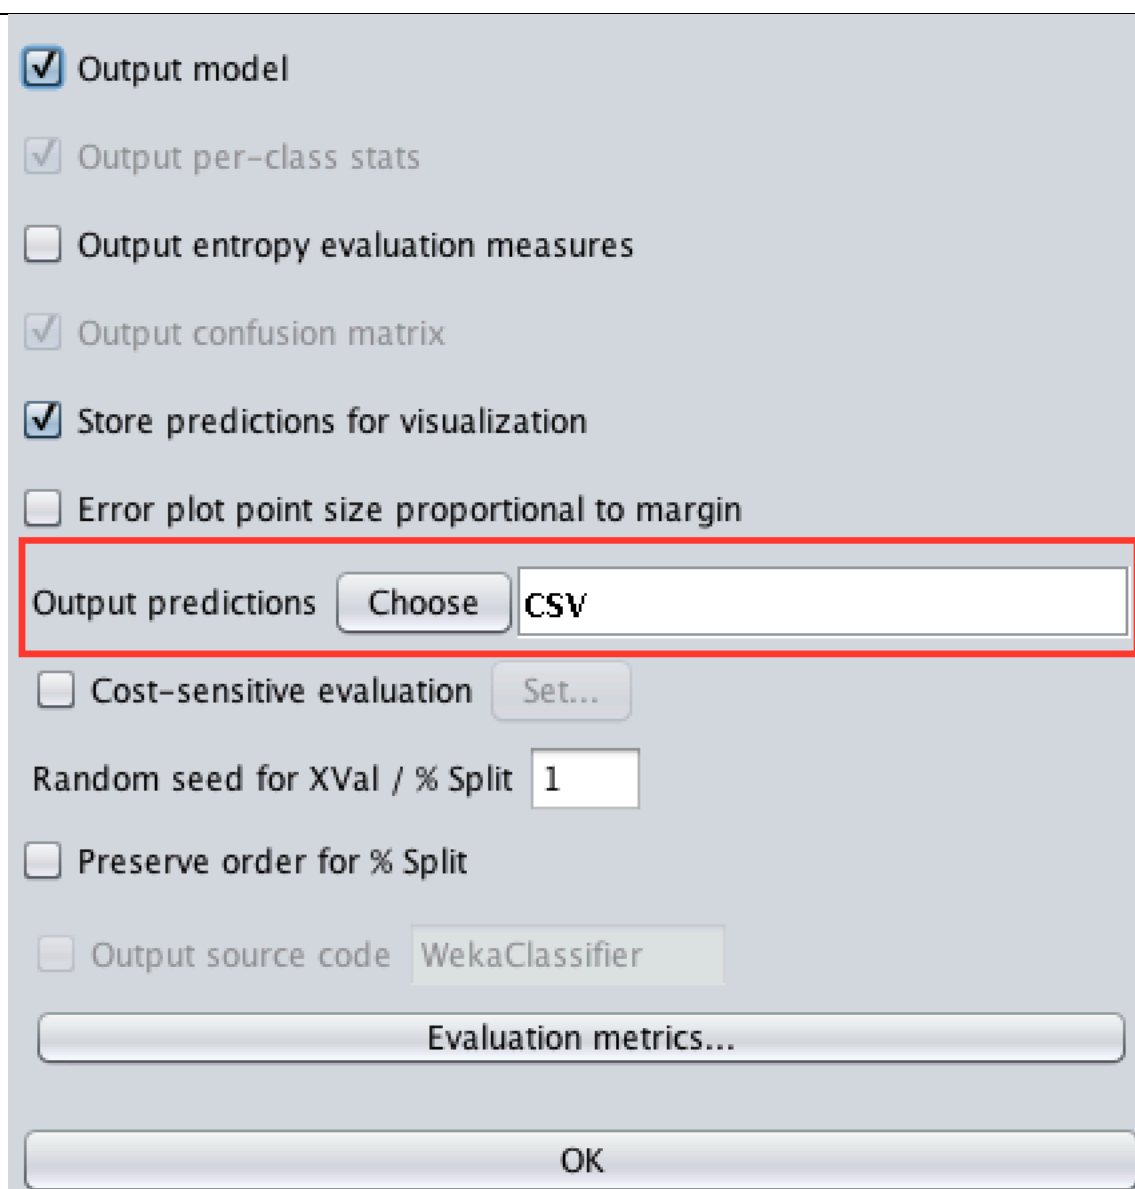 Output model
Output per-class stats
Output entropy evaluation measures
Output confusion matrix
Store predictions for visualization
Error plot point size proportional to margin
Output predictions Choose CSV
Cost-sensitive evaluation Set...
Random seed for XVal / % Split 1
Preserve order for % Split
Output source code WekaClassifier
Evaluation metrics...
OK